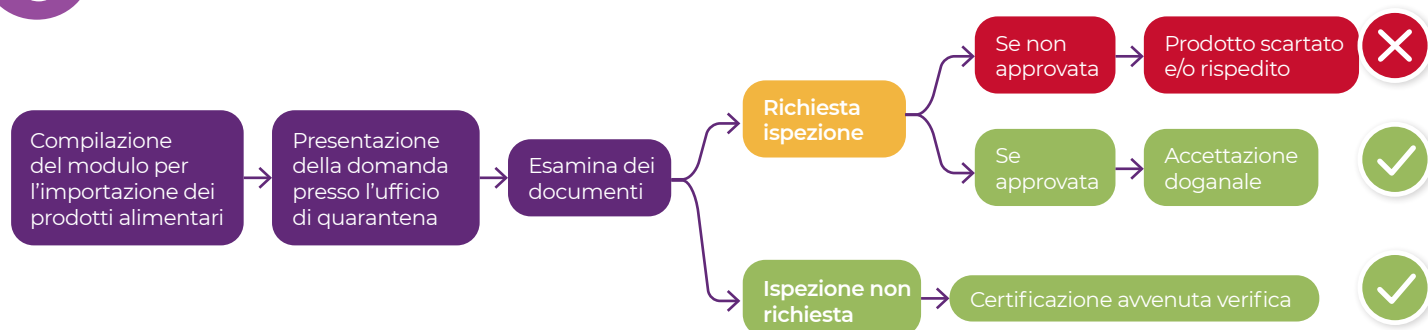 Compilazione
del modulo per
l'importazione dei
prodotti alimentari
Presentazione
della domanda
presso l'ufficio
di quarantena
Esamina dei
documenti
Richiesta
ispezione
Se non
approvata
Prodotto scartato
e/o rispedito
Se
approvata
Accettazione
doganale
Ispezione non
richiesta
Certificazione avvenuta verifica